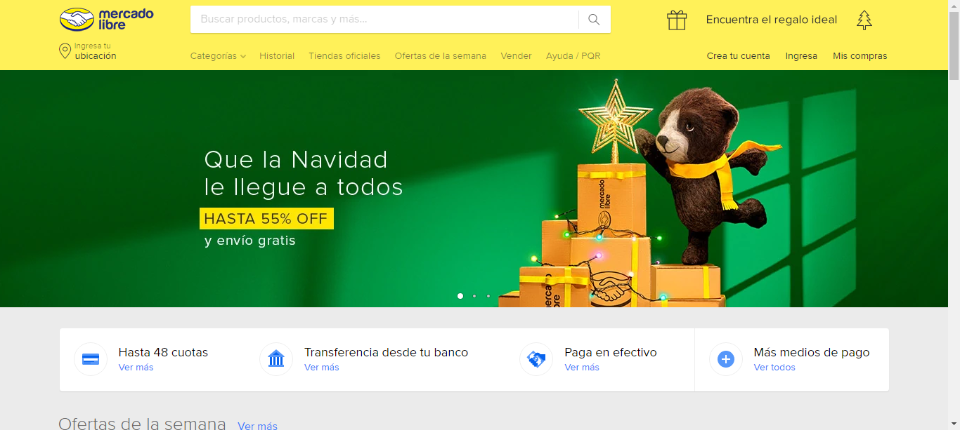 mercado
libre
Buscar productos, marcas y más...
Encuentra el regalo ideal
Ingresa tu
ubicación
Categorías Historial Tiendas oficiales Ofertas de la semana Vender Ayuda / PQR
Crea tu cuenta Ingresa Mis compras
Que la Navidad
le llegue a todos
HASTA 55% OFF
y envío gratis
mercado
libre
Hasta 48 cuotas
Ver más
Transferencia desde tu banco
Ver más
Paga en efectivo
Ver más
Más medios de pago
Ver todos
Ofertas de la semana Ver más